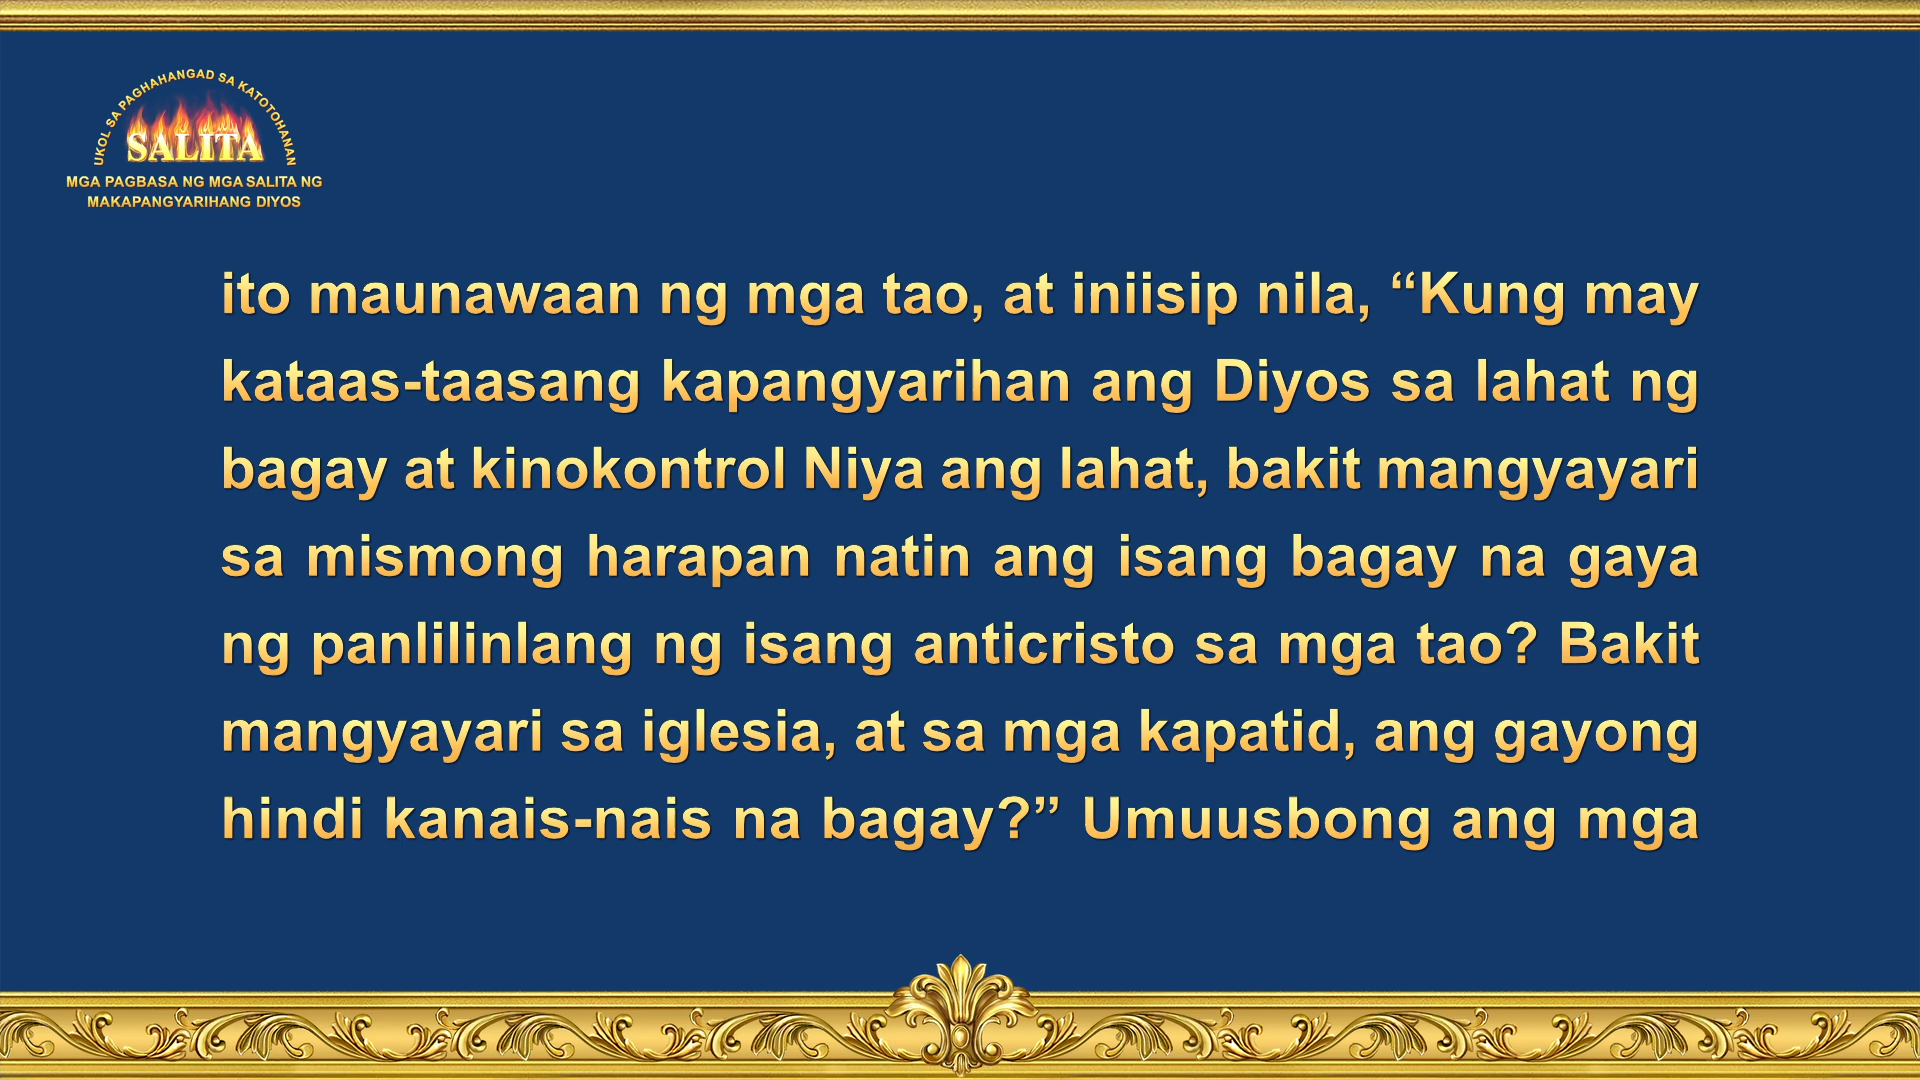 UKOL SA PAGHAHANGAD SA KATOTOHANAN
SALITA
MGA PAGBASA NG MGA SALITA NG
MAKAPANGYARIHANG DIYOS
ito maunawaan ng mga tao, at iniisip nila, “Kung may
kataas-taasang kapangyarihan ang Diyos sa lahat ng
bagay at kinokontrol Niya ang lahat, bakit mangyayari
sa mismong harapan natin ang isang bagay na gaya
ng panlilinlang ng isang anticristo sa mga tao? Bakit
mangyayari sa iglesia, at sa mga kapatid, ang gayong
hindi kanais-nais na bagay?” Umuusbong ang mga